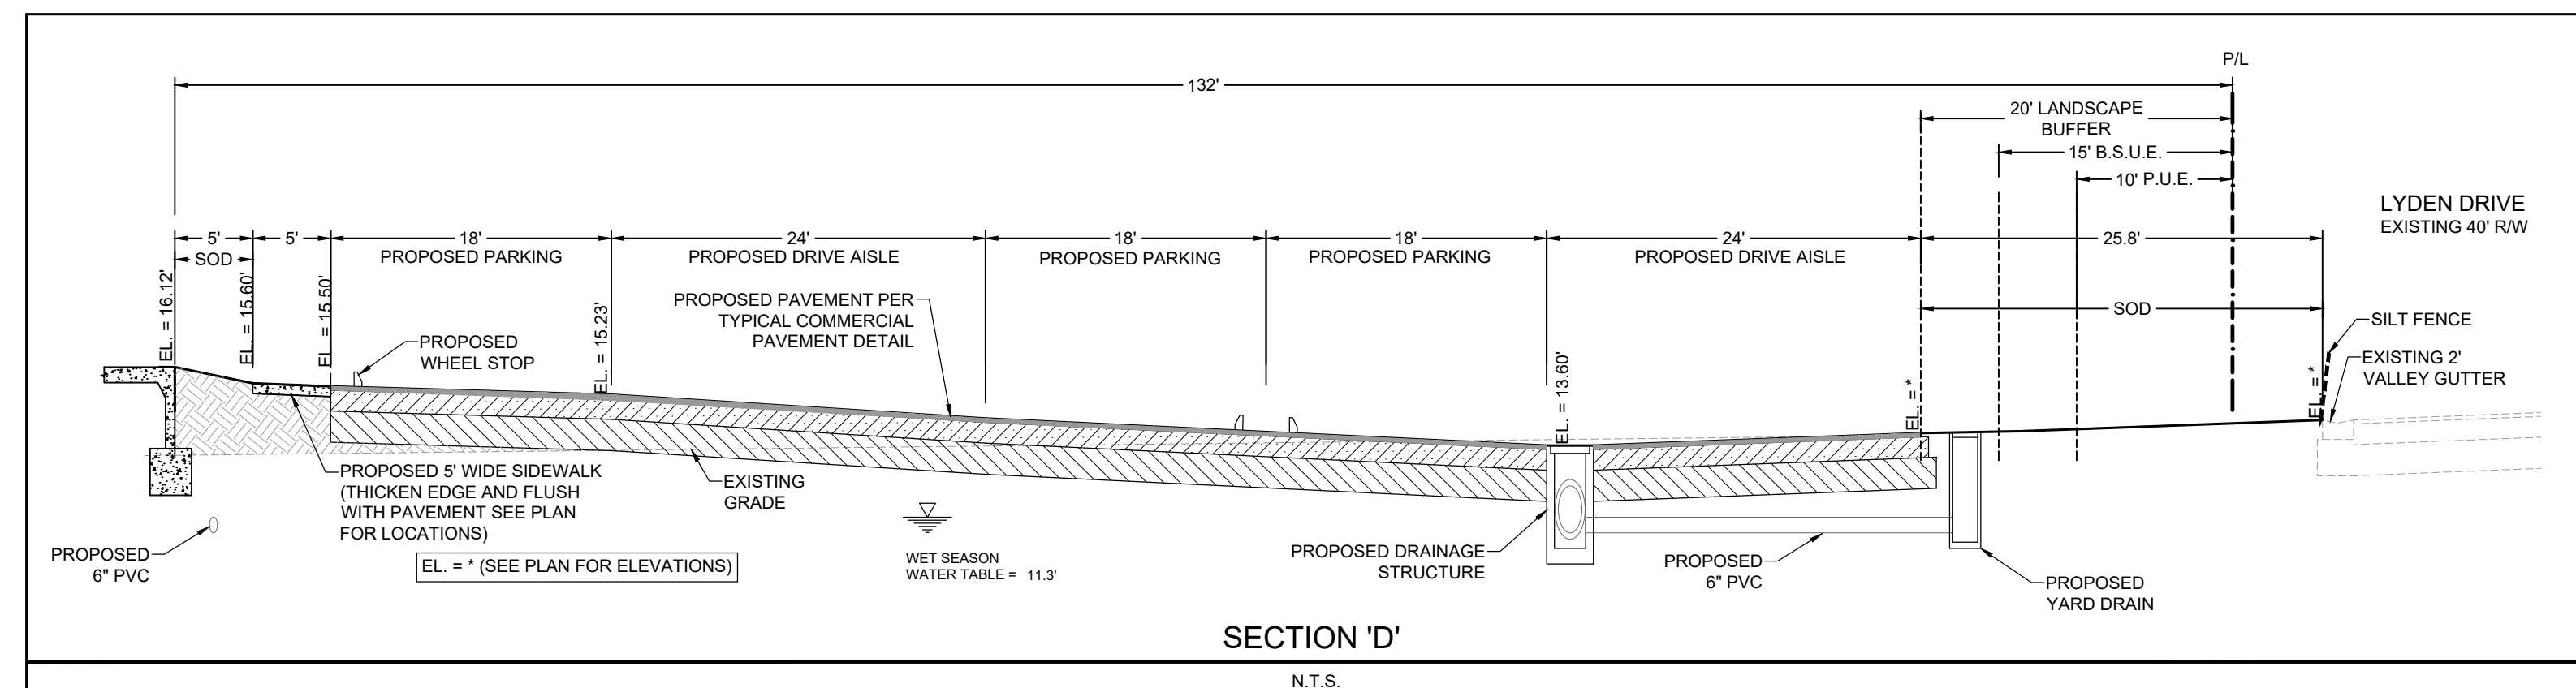 P/L
132'
20' LANDSCAPE
BUFFER
15' B.S.U.E.
10' P.U.E.
LYDEN DRIVE
EXISTING 40' R/W
5'
5'
18'
24'
18'
18'
24'
25.8'
SOD
PROPOSED PARKING
PROPOSED DRIVE AISLE
PROPOSED PARKING
PROPOSED PARKING
PROPOSED DRIVE AISLE
EL. = 16.12'
EL. = 15.60'
EL. = 15.50'
EL. = 15.23'
PROPOSED PAVEMENT PER
TYPICAL COMMERCIAL
PAVEMENT DETAIL
SOD
SILT FENCE
PROPOSED
WHEEL STOP
EXISTING 2'
VALLEY GUTTER
EL. = 13.60'
EL. = *
EL. = *
PROPOSED 5' WIDE SIDEWALK
(THICKEN EDGE AND FLUSH
WITH PAVEMENT SEE PLAN
FOR LOCATIONS)
EXISTING
GRADE
PROPOSED
6" PVC
EL. = * (SEE PLAN FOR ELEVATIONS)
WET SEASON
WATER TABLE = 11.3'
PROPOSED DRAINAGE
STRUCTURE
PROPOSED
6" PVC
PROPOSED
YARD DRAIN
SECTION 'D'
N.T.S.